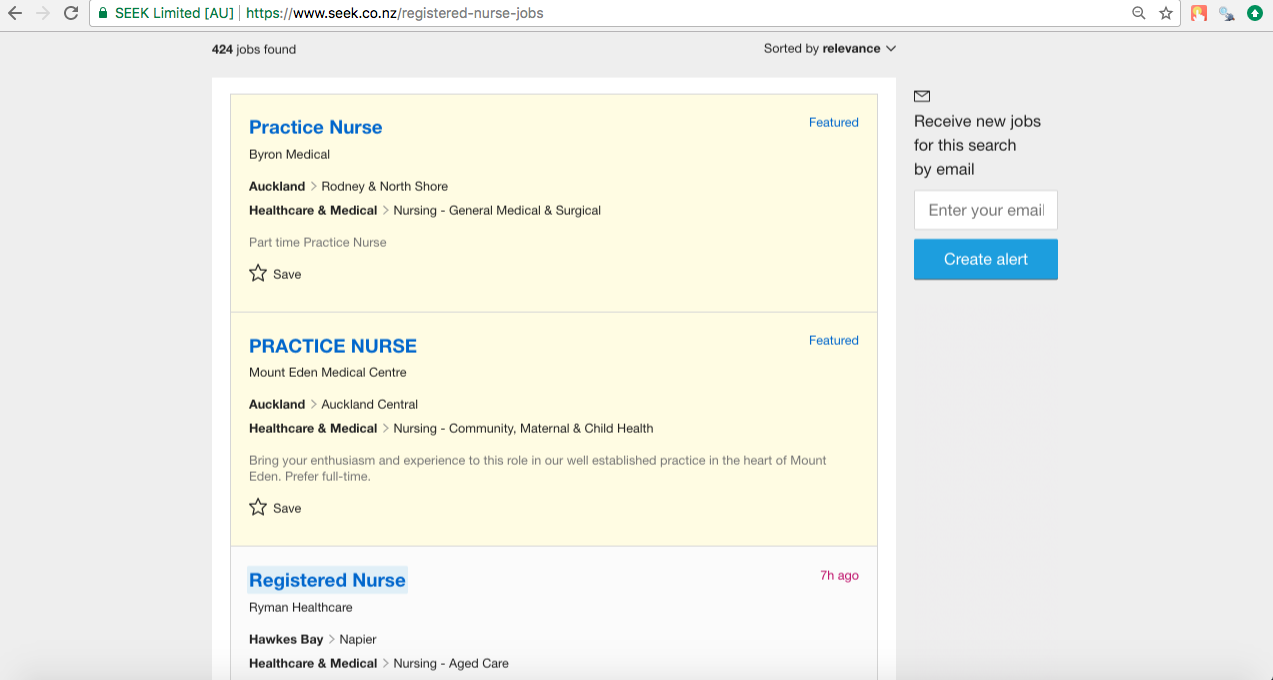 SEEK Limited [AU] | https://www.seek.co.nz/registered-nurse-jobs
424 jobs found
Sorted by relevance
Practice Nurse
Featured
Byron Medical
Auckland > Rodney & North Shore
Healthcare & Medical > Nursing - General Medical & Surgical
Part time Practice Nurse
Save
PRACTICE NURSE
Featured
Mount Eden Medical Centre
Auckland > Auckland Central
Healthcare & Medical > Nursing - Community, Maternal & Child Health
Bring your enthusiasm and experience to this role in our well established practice in the heart of Mount
Eden. Prefer full-time.
Save
Registered Nurse
7h ago
Ryman Healthcare
Hawkes Bay > Napier
Healthcare & Medical > Nursing - Aged Care
Receive new jobs
for this search
by email
Enter your email
Create alert